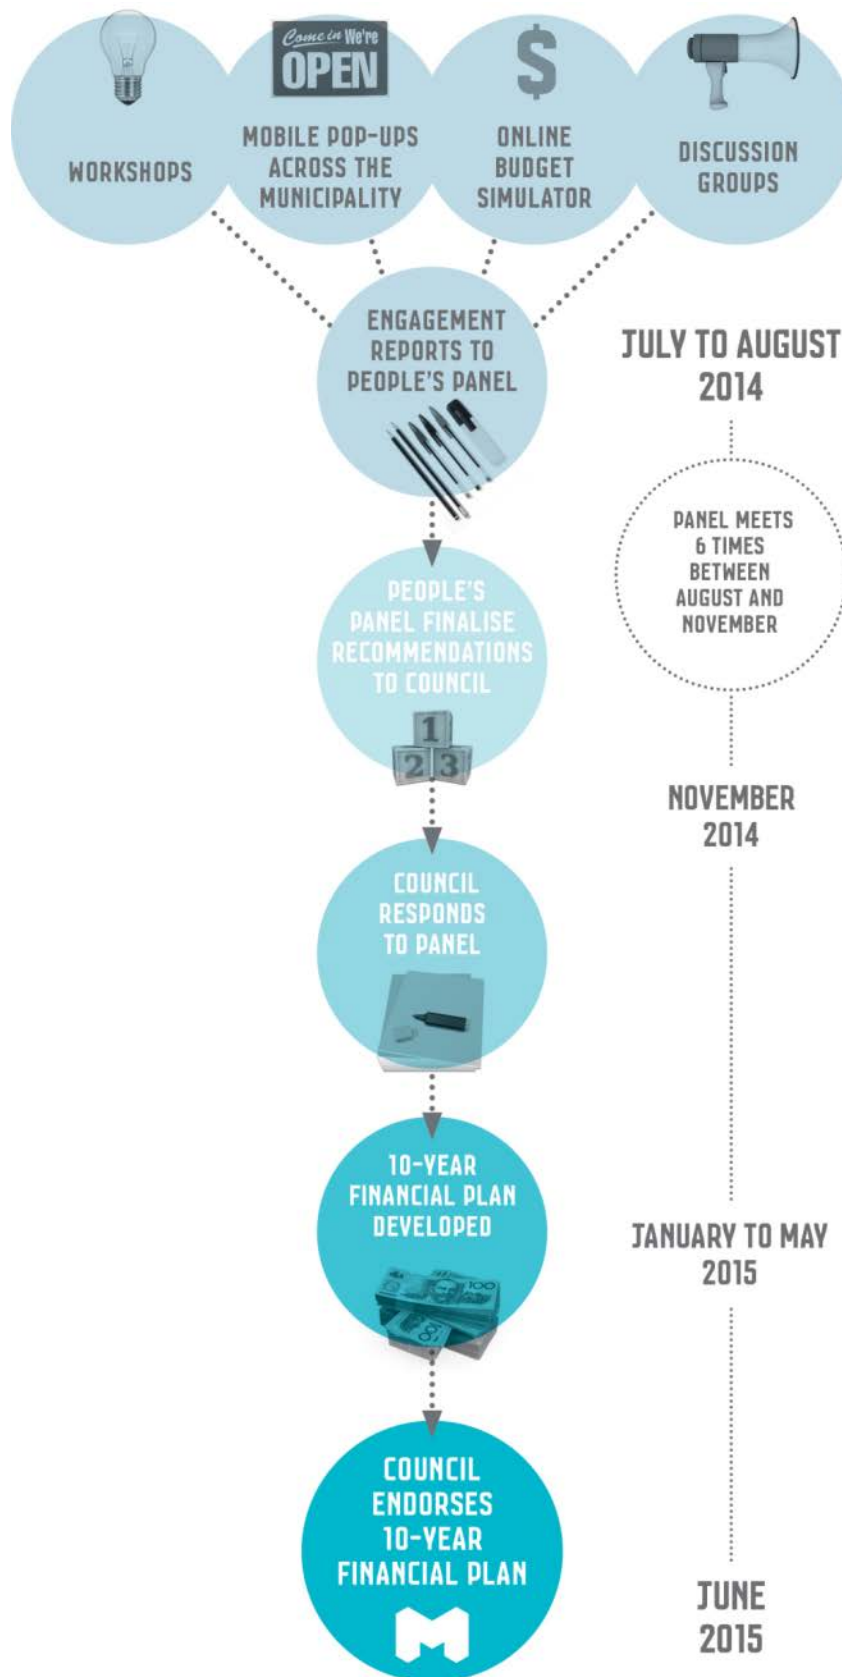 Come in We're
OPEN
WORKSHOPS
MOBILE POP-UPS
ACROSS THE
MUNICIPALITY
ONLINE
BUDGET
SIMULATOR
DISCUSSION
GROUPS
ENGAGEMENT
REPORTS TO
PEOPLE'S PANEL
JULY TO AUGUST
2014
PANEL MEETS
6 TIMES
BETWEEN
AUGUST AND
NOVEMBER
PEOPLE'S
PANEL FINALISE
RECOMMENDATIONS
TO COUNCIL
1
2 3
NOVEMBER
2014
COUNCIL
RESPONDS
TO PANEL
10-YEAR
FINANCIAL PLAN
DEVELOPED
100
100
JANUARY TO MAY
2015
COUNCIL
ENDORSES
10-YEAR
FINANCIAL PLAN
M
JUNE
2015